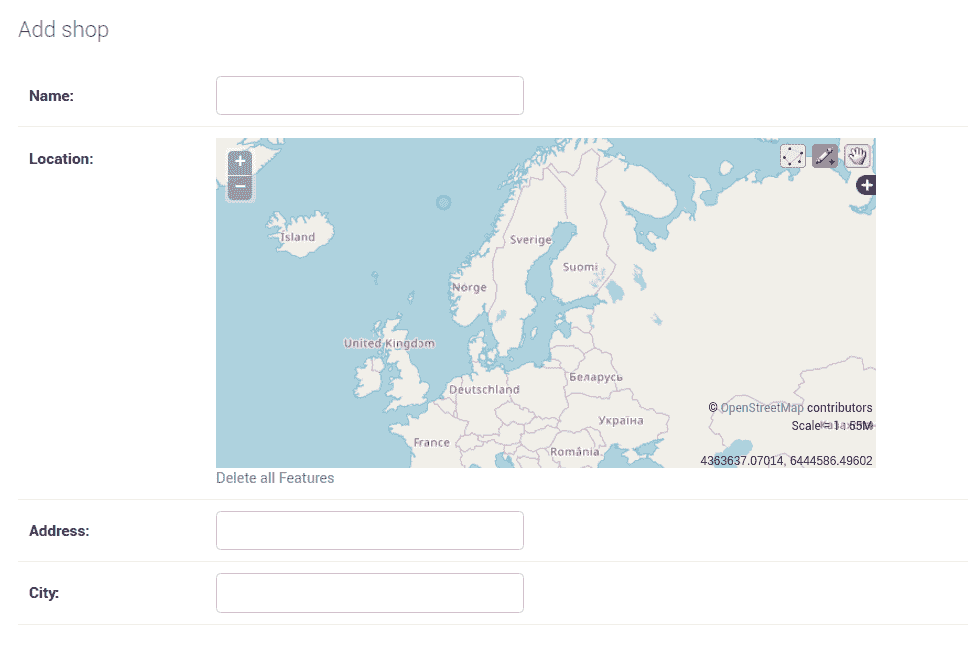 Add shop
Name:
Location:
+
−
Ísland
Sverige
Suomi
Norge
United Kingdom
Беларусь
Deutschland
© OpenStreetMap contributors
Україна
Scale = 1 : 65M
France
România
4363637.07014, 6444586.49602
Delete all Features
Address:
City: